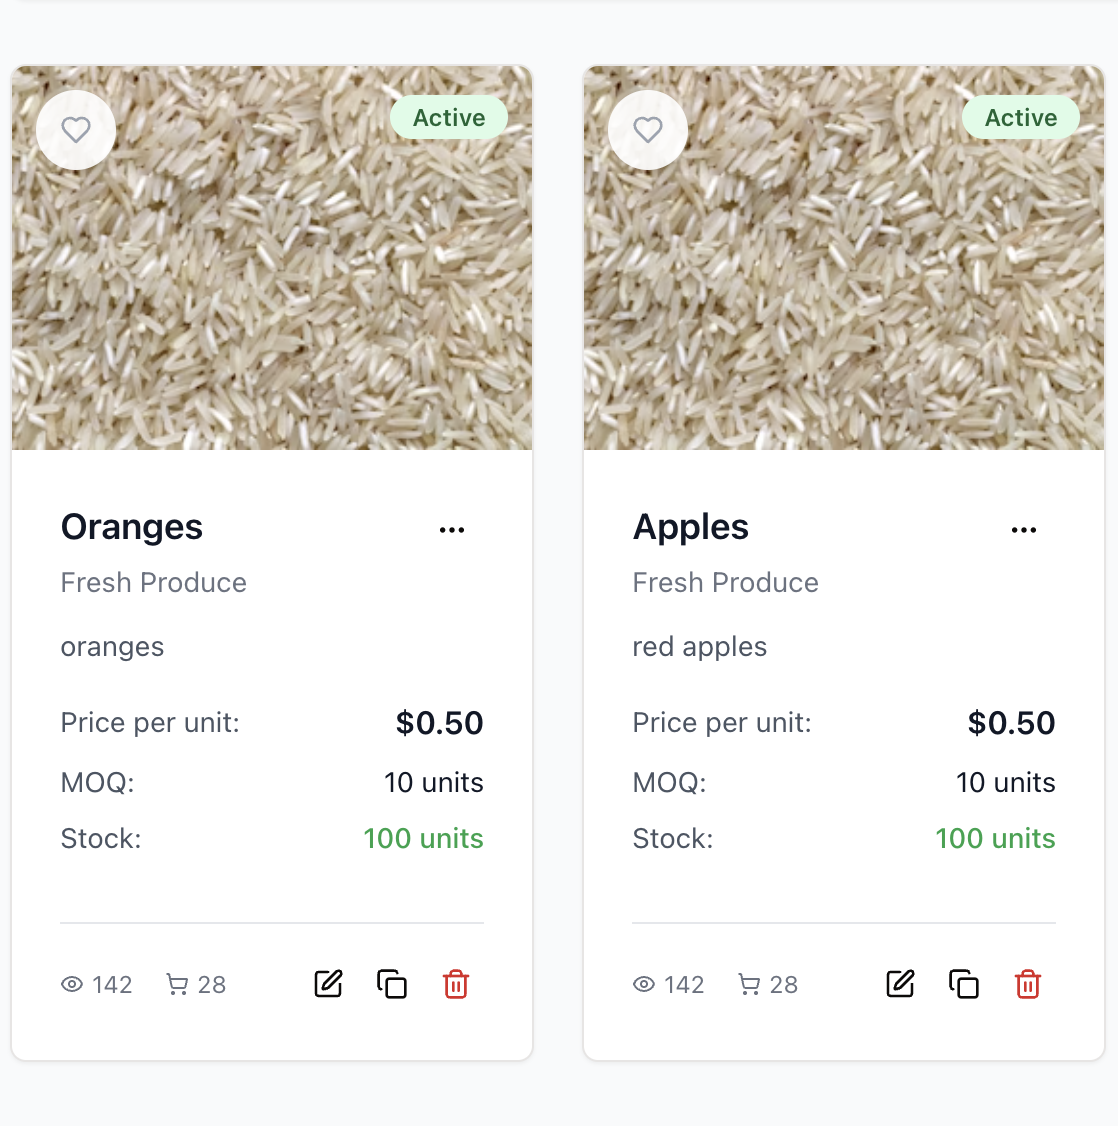 Active
Oranges
Fresh Produce
oranges
Price per unit: $0.50
MOQ: 10 units
Stock: 100 units
142 28
Active
Apples
Fresh Produce
red apples
Price per unit: $0.50
MOQ: 10 units
Stock: 100 units
142 28